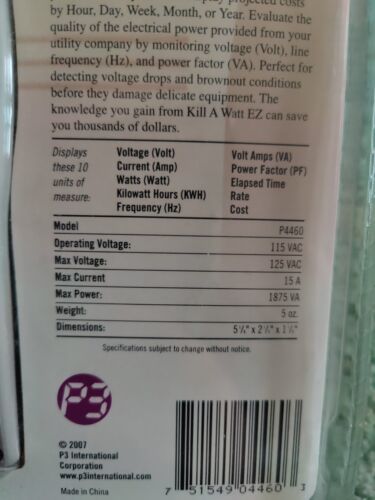 projected costs
by Hour, Day, Week, Month, or Year. Evaluate the
quality of the electrical power provided from your
utility company by monitoring voltage (Volt), line
frequency (Hz), and power factor (VA). Perfect for
detecting voltage drops and brownout conditions
before they damage delicate equipment. The
knowledge you gain from Kill A Watt EZ can save
you thousands of dollars.
Displays these 10 units of measure:
Voltage (Volt)
Current (Amp)
Watts (Watt)
Kilowatt Hours (KWH)
Frequency (Hz)
Volt Amps (VA)
Power Factor (PF)
Elapsed Time
Rate
Cost
Model P4460
Operating Voltage: 115 VAC
Max Voltage: 125 VAC
Max Current 15 A
Max Power: 1875 VA
Weight: 5 oz.
Dimensions:
Specifications subject to change without notice.
P3
© 2007
P3 International
Corporation
www.p3international.com
Made in China
7 51549 04460 3